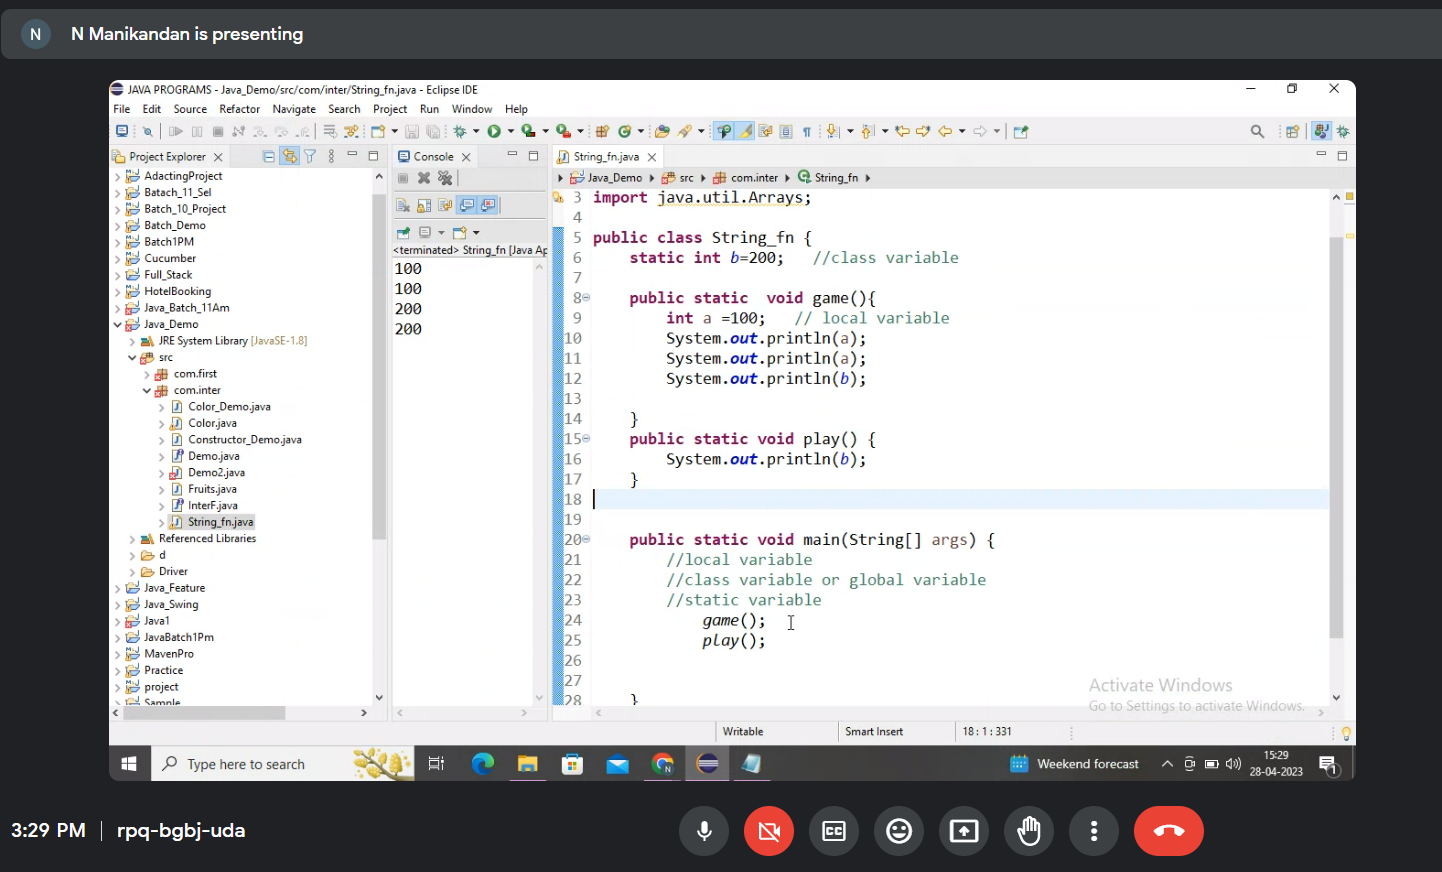 N
N Manikandan is presenting
JAVA PROGRAMS - Java_Demo/src/com/inter/String_fn.java - Eclipse IDE
File Edit Source Refactor Navigate Search Project Run Window Help
Project Explorer
AdactingProject
Batach_11_Sel
Batch_10_Project
Batch_Demo
Batch1PM
Cucumber
Full_Stack
HotelBooking
Java_Batch_11Am
Java_Demo
JRE System Library [JavaSE-1.8]
src
com.first
com.inter
Color_Demo.java
Color.java
Constructor_Demo.java
Demo.java
Demo2.java
Fruits.java
InterF.java
String_fn.java
Referenced Libraries
d
Driver
Java_Feature
Java_Swing
Java1
JavaBatch1Pm
MavenPro
Practice
project
Sample
Console
<terminated> String_fn [Java Ap
100
100
200
200
String_fn.java
Java_Demo src com.inter String_fn
3 import java.util.Arrays;
4
5 public class String_fn {
6 static int b=200; //class variable
7
8 public static void game(){
9 int a =100; // local variable
10 System.out.println(a);
11 System.out.println(a);
12 System.out.println(b);
13
14 }
15 public static void play() {
16 System.out.println(b);
17 }
18
19
20 public static void main(String[] args) {
21 //local variable
22 //class variable or global variable
23 //static variable
24 game();
25 play();
26
27
28 }
Activate Windows
Go to Settings to activate Windows.
Writable Smart Insert 18 : 1 : 331
Type here to search
N
Weekend forecast
15:29
28-04-2023
1
3:29 PM | rpq-bgbj-uda
CC